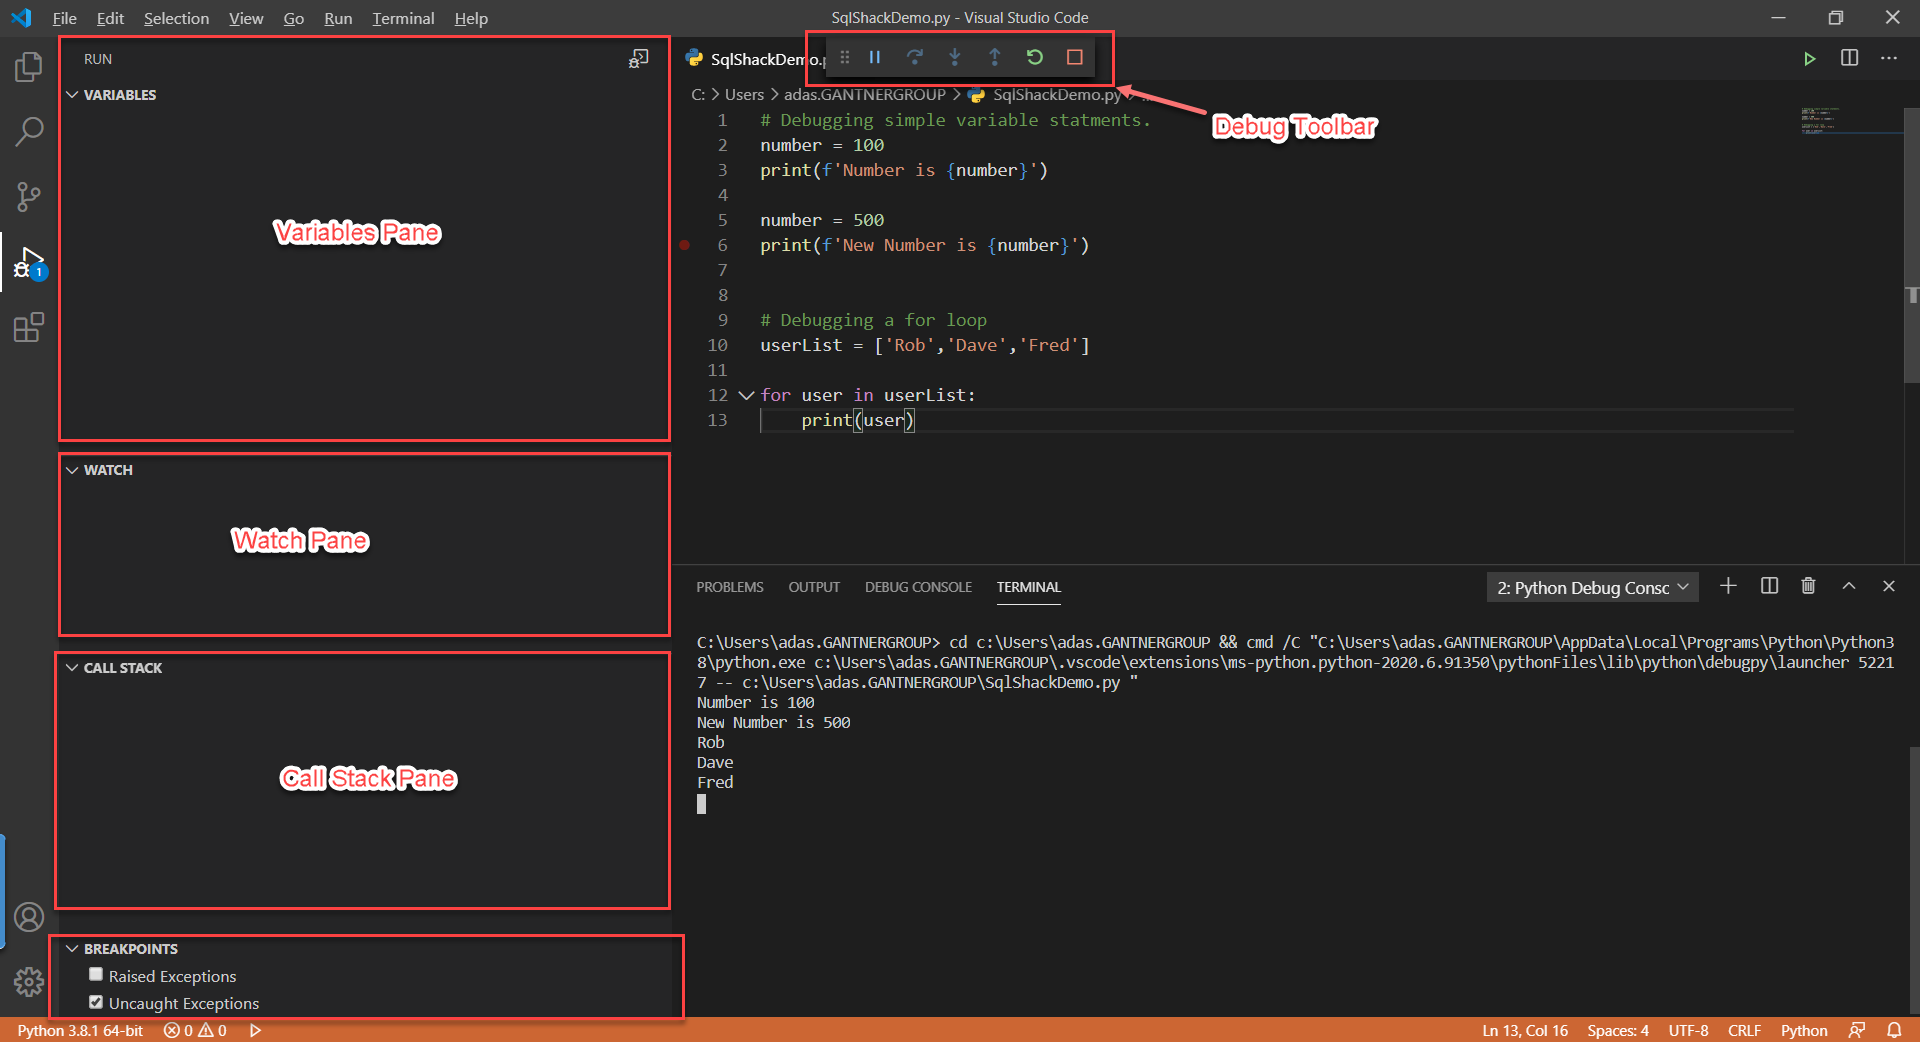 File Edit Selection View Go Run Terminal Help
SqlShackDemo.py - Visual Studio Code
RUN
VARIABLES
Variables Pane
WATCH
Watch Pane
CALL STACK
Call Stack Pane
BREAKPOINTS
Raised Exceptions
Uncaught Exceptions
1
SqlShackDemo.p
Debug Toolbar
C: > Users > adas.GANTNERGROUP > SqlShackDemo.py > ...
1 # Debugging simple variable statments.
2 number = 100
3 print(f'Number is {number}')
4
5 number = 500
6 print(f'New Number is {number}')
7
8
9 # Debugging a for loop
10 userList = ['Rob','Dave','Fred']
11
12 for user in userList:
13 print(user)
PROBLEMS OUTPUT DEBUG CONSOLE TERMINAL
2: Python Debug Consc
C:\Users\adas.GANTNERGROUP> cd c:\Users\adas.GANTNERGROUP && cmd /C "C:\Users\adas.GANTNERGROUP\AppData\Local\Programs\Python\Python3
8\python.exe c:\Users\adas.GANTNERGROUP\.vscode\extensions\ms-python.python-2020.6.91350\pythonFiles\lib\python\debugpy\launcher 5221
7 -- c:\Users\adas.GANTNERGROUP\SqlShackDemo.py "
Number is 100
New Number is 500
Rob
Dave
Fred
Python 3.8.1 64-bit 0 0
Ln 13, Col 16 Spaces: 4 UTF-8 CRLF Python